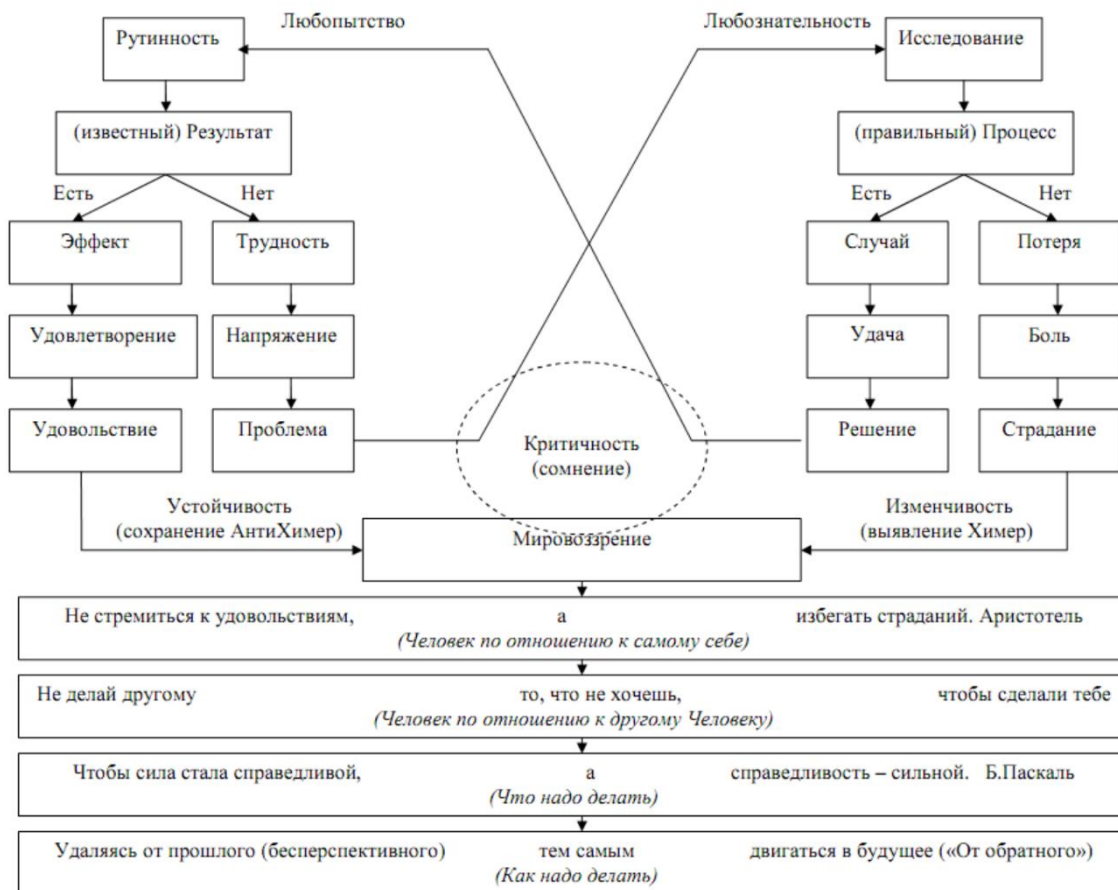 Любопытство
Любознательность
Рутинность
Исследование
(известный) Результат
(правильный) Процесс
Есть
Нет
Есть
Нет
Эффект
Трудность
Случай
Потеря
Удовлетворение
Напряжение
Удача
Боль
Удовольствие
Проблема
Критичность
(сомнение)
Решение
Страдание
Устойчивость
(сохранение АнтиХимер)
Изменчивость
(выявление Химер)
Мировоззрение
Не стремиться к удовольствиям, а избегать страданий. Аристотель
(Человек по отношению к самому себе)
Не делай другому то, что не хочешь, чтобы сделали тебе
(Человек по отношению к другому Человеку)
Чтобы сила стала справедливой, а справедливость – сильной. Б.Паскаль
(Что надо делать)
Удаляясь от прошлого (бесперспективного) тем самым двигаться в будущее («От обратного»)
(Как надо делать)